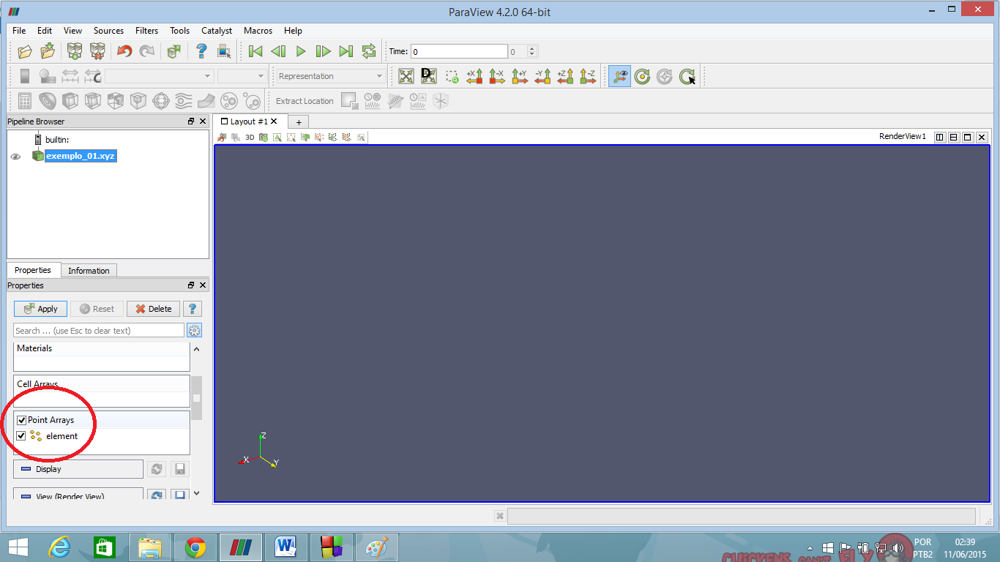 ParaView 4.2.0 64-bit
File Edit View Sources Filters Tools Catalyst Macros Help
Time: 0 0
Representation
D +X -X +Y -Y +Z -Z
Extract Location
Pipeline Browser
Layout #1
builtin:
3D
RenderView1
exemplo_01.xyz
Properties Information
Properties
Apply Reset Delete ?
Search ... (use Esc to clear text)
Materials
Cell Arrays
Point Arrays
element
Display
View (Render View)
Z
X Y
POR 02:39
PTB2 11/06/2015
CHICKENS CAN'T FLY